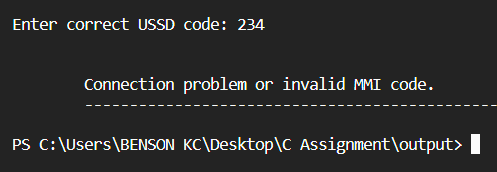 Enter correct USSD code: 234
Connection problem or invalid MMI code.
-----------------------------------------------
PS C:\Users\BENSON KC\Desktop\C Assignment\output>